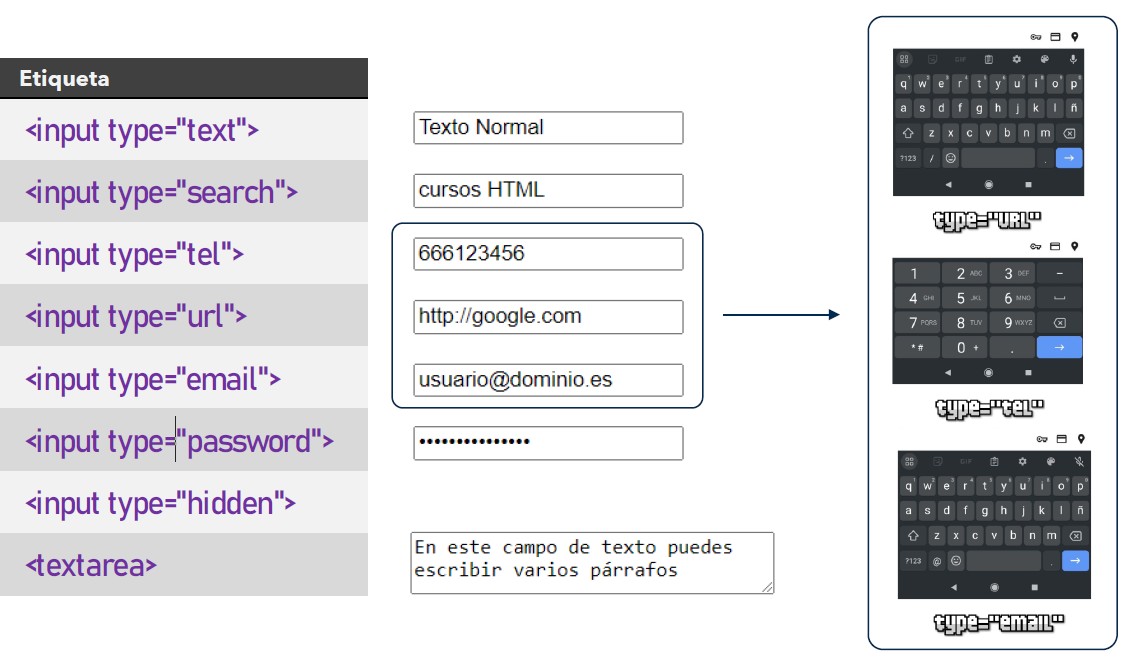 Etiqueta
<input type="text">
<input type="search">
<input type="tel">
<input type="url">
<input type="email">
<input type="password">
<input type="hidden">
<textarea>
Texto Normal
cursos HTML
666123456
http://google.com
usuario@dominio.es
•••••••••••••••
En este campo de texto puedes
escribir varios párrafos
GIF
q w e r t y u i o p
a s d f g h j k l ñ
z x c v b n m
?123 / .
type="URL"
1 2 ABC 3 DEF -
4 GHI 5 JKL 6 MNO
7 PQRS 8 TUV 9 WXYZ
* # 0 + .
type="tel"
GIF
q w e r t y u i o p
a s d f g h j k l ñ
z x c v b n m
?123 @ .
type="email"